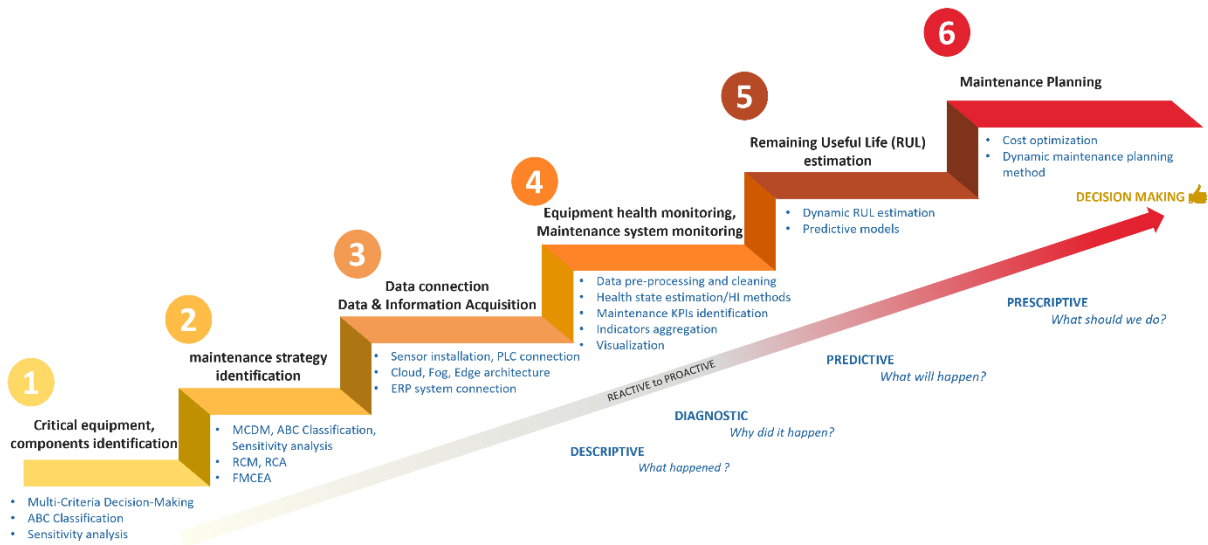 1
Critical equipment,
components identification
• Multi-Criteria Decision-Making
• ABC Classification
• Sensitivity analysis
2
maintenance strategy
identification
• MCDM, ABC Classification,
Sensitivity analysis
• RCM, RCA
• FMCEA
3
Data connection
Data & Information Acquisition
• Sensor installation, PLC connection
• Cloud, Fog, Edge architecture
• ERP system connection
4
Equipment health monitoring,
Maintenance system monitoring
• Data pre-processing and cleaning
• Health state estimation/HI methods
• Maintenance KPIs identification
• Indicators aggregation
• Visualization
5
Remaining Useful Life (RUL)
estimation
• Dynamic RUL estimation
• Predictive models
6
Maintenance Planning
• Cost optimization
• Dynamic maintenance planning
method
DECISION MAKING
REACTIVE to PROACTIVE
DESCRIPTIVE
What happened ?
DIAGNOSTIC
Why did it happen?
PREDICTIVE
What will happen?
PRESCRIPTIVE
What should we do?